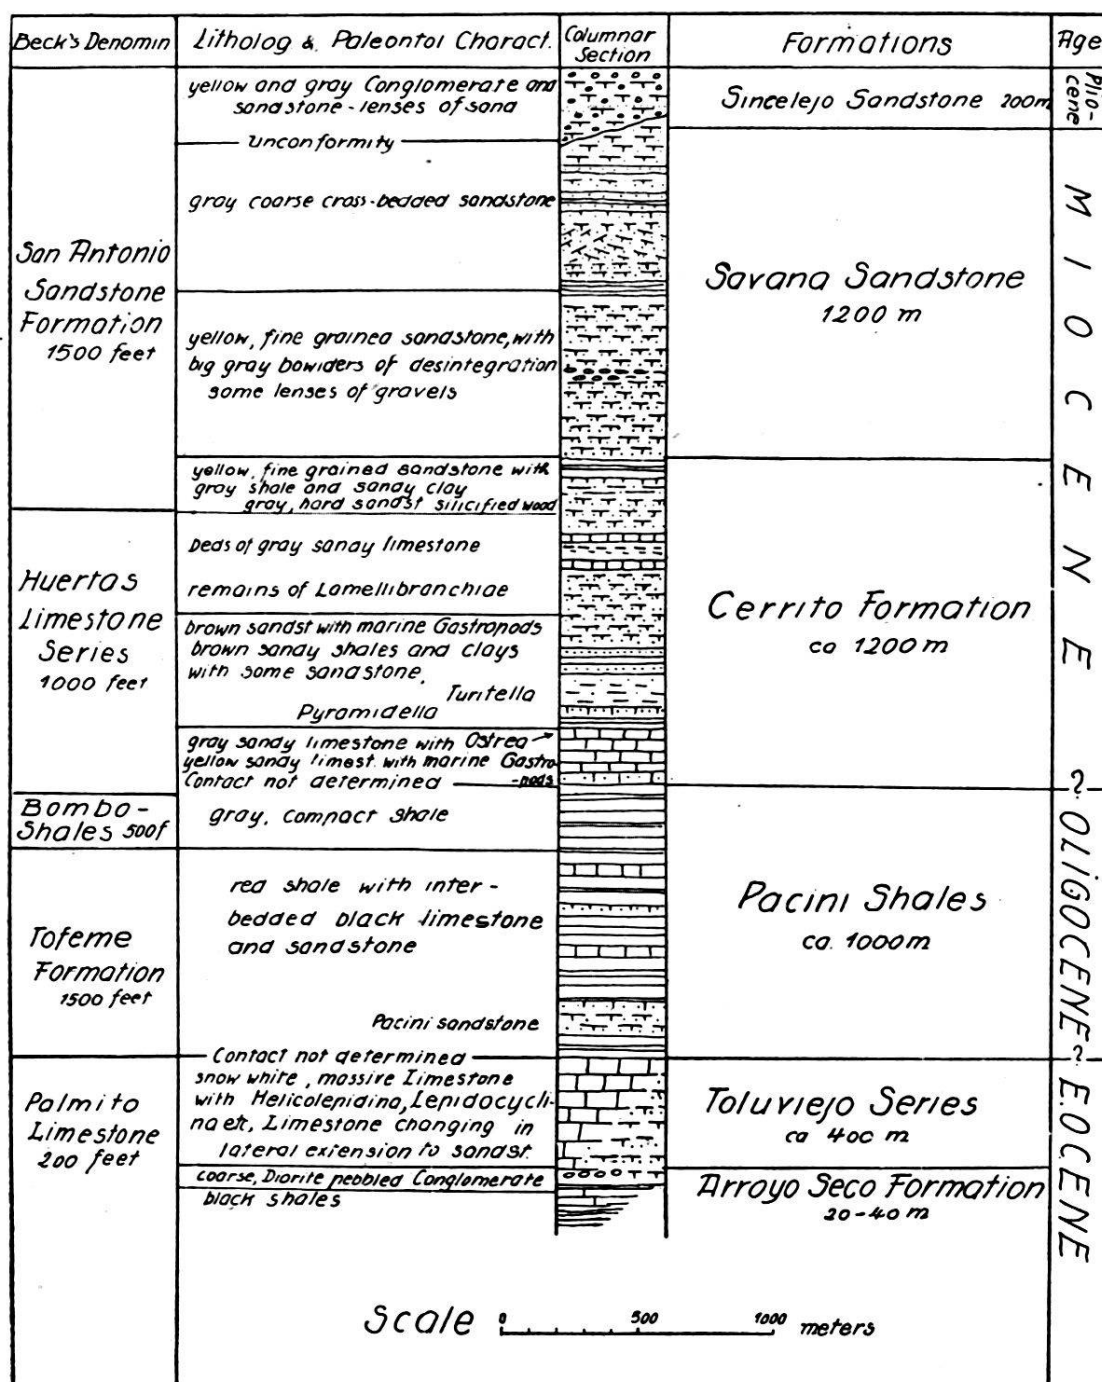 Beck's Denomin
Litholog & Paleontol Charact.
Columnar
Section
Formations
Age
San Antonio
Sandstone
Formation
1500 feet
Huertas
Limestone
Series
1000 feet
Bombo-
Shales 500f
Tofeme
Formation
1500 feet
Palmito
Limestone
200 feet
yellow and gray Conglomerate and
sandstone-lenses of sand
unconformity
gray coarse cross-bedded sandstone
yellow, fine grained sandstone, with
big gray bowlders of desintegration
some lenses of gravels
yellow, fine grained sandstone with
gray shale and sandy clay
gray, hard sandst silicified wood
beds of gray sandy limestone
remains of Lamellibranchiae
brown sandst with marine Gastropods
brown sandy shales and clays
with some sandstone.
Turitella
Pyramidella
gray sandy limestone with Ostrea
yellow sandy limest. with marine Gastro
-pods
Contact not determined
gray, compact shale
red shale with inter-
bedded black limestone
and sandstone
Pacini sandstone
Contact not determined
snow white, massive Limestone
with Helicolepidina, Lepidocycli-
na etc, Limestone changing in
lateral extension to sandst.
coarse, Diorite pebbled Conglomerate
black shales
Sincelejo Sandstone 200m
Savana Sandstone
1200 m
Cerrito Formation
ca 1200 m
Pacini Shales
ca. 1000 m
Toluviejo Series
ca 400 m
Arroyo Seco Formation
20-40 m
Plio-
cene
MIOCENE
?
OLIGOCENE
?
EOCENE
Scale 0 500 1000 meters